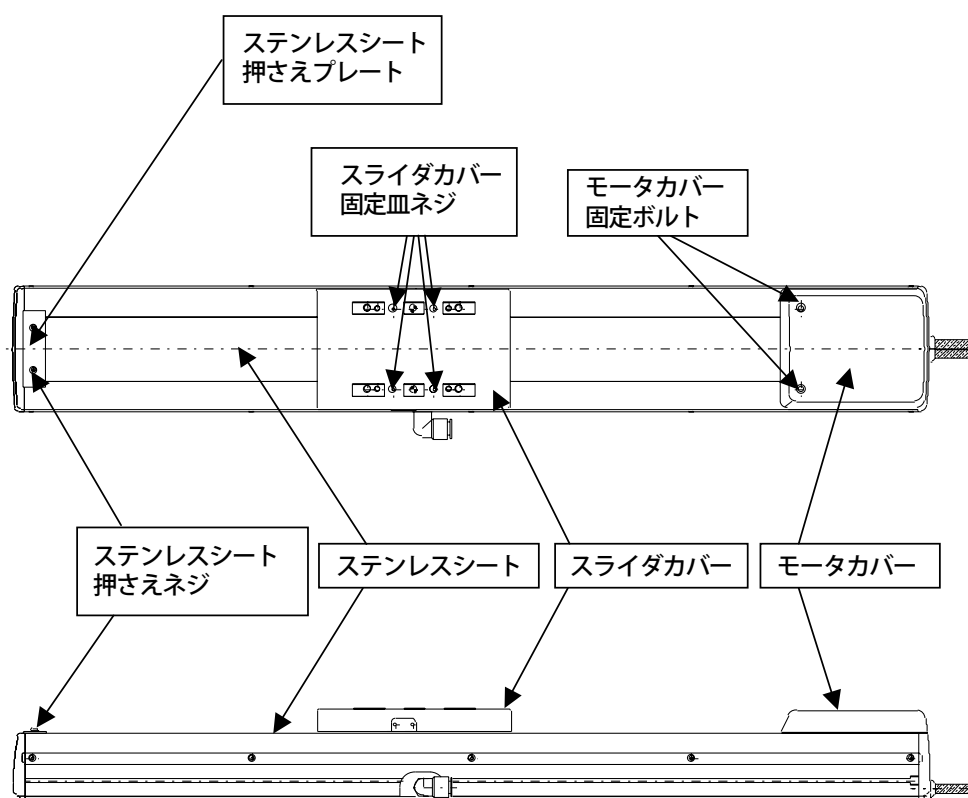 ステンレスシート
押さえプレート
スライダカバー
固定皿ネジ
モータカバー
固定ボルト
ステンレスシート
押さえネジ
ステンレスシート
スライダカバー
モータカバー